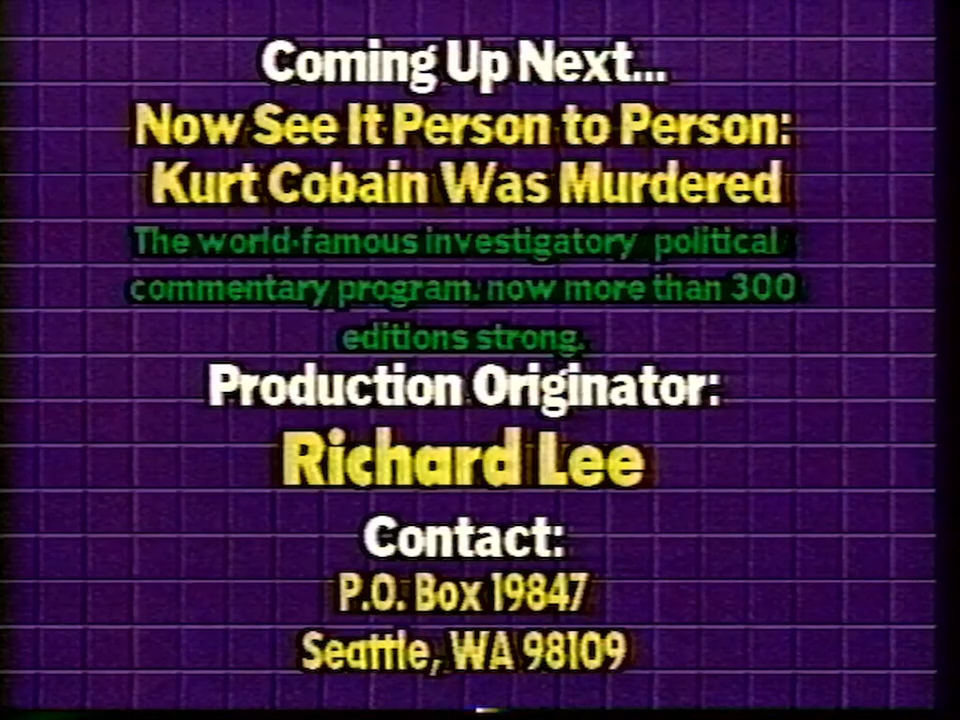 Coming Up Next...
Now See It Person to Person:
Kurt Cobain Was Murdered
The world-famous investigatory political
commentary program. now more than 300
editions strong.
Production Originator:
Richard Lee
Contact:
P.O. Box 19847
Seattle, WA 98109